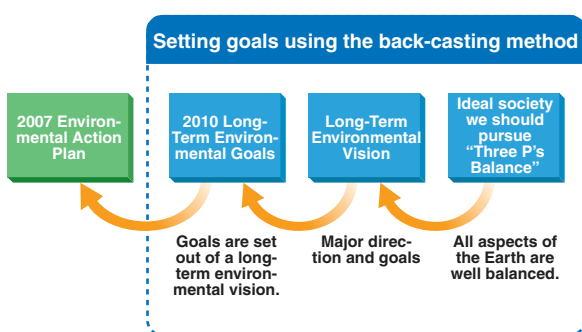 Setting goals using the back-casting method
2007 Environ-
mental Action
Plan
2010 Long-
Term Environ-
mental Goals
Long-Term
Environmental
Vision
Ideal society
we should
pursue
“Three P’s
Balance”
Goals are set
out of a long-
term environ-
mental vision.
Major direc-
tion and goals
All aspects of
the Earth are
well balanced.